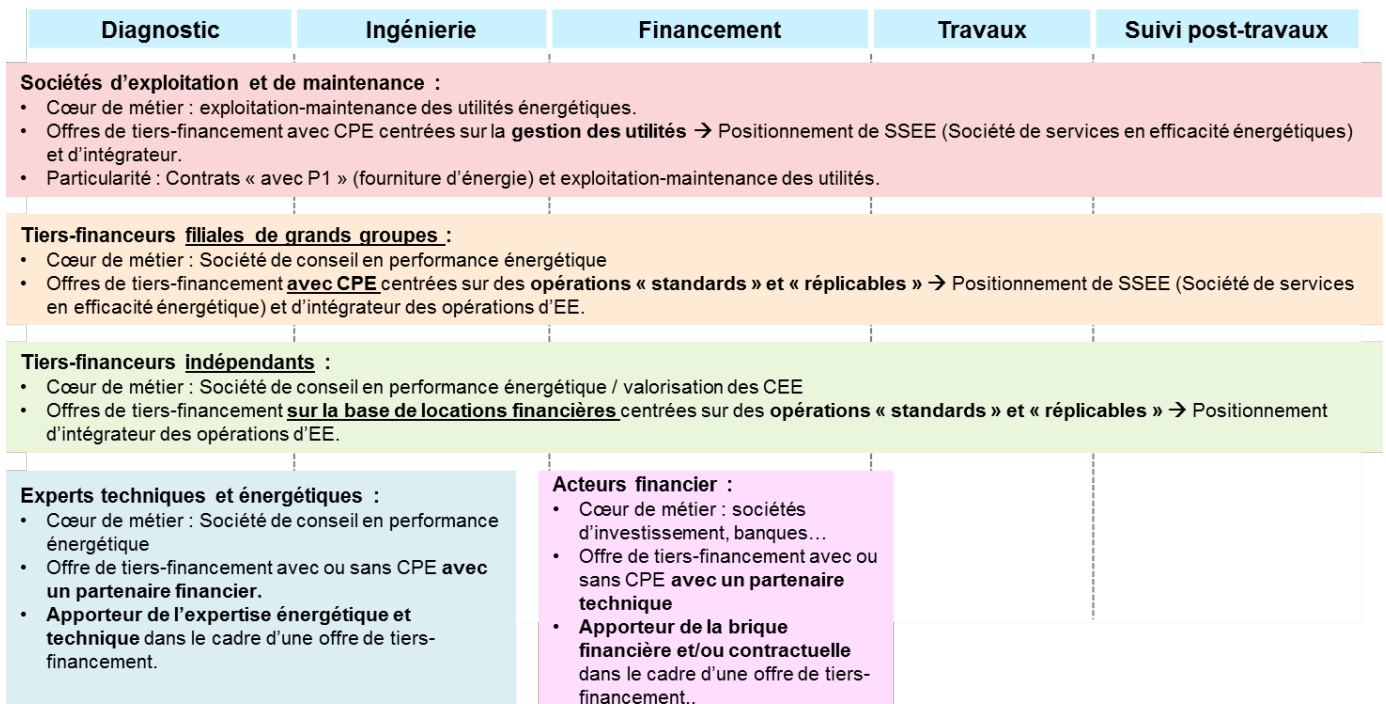 Diagnostic
Ingénierie
Financement
Travaux
Suivi post-travaux
Sociétés d'exploitation et de maintenance :
• Cœur de métier : exploitation-maintenance des utilités énergétiques.
• Offres de tiers-financement avec CPE centrées sur la gestion des utilités → Positionnement de SSEE (Société de services en efficacité énergétiques)
et d'intégrateur.
• Particularité : Contrats « avec P1 » (fourniture d'énergie) et exploitation-maintenance des utilités.
Tiers-financeurs filiales de grands groupes :
• Cœur de métier : Société de conseil en performance énergétique
• Offres de tiers-financement avec CPE centrées sur des opérations « standards » et « réplicables » → Positionnement de SSEE (Société de services
en efficacité énergétique) et d'intégrateur des opérations d'EE.
Tiers-financeurs indépendants :
• Cœur de métier : Société de conseil en performance énergétique / valorisation des CEE
• Offres de tiers-financement sur la base de locations financières centrées sur des opérations « standards » et « réplicables » → Positionnement
d'intégrateur des opérations d'EE.
Experts techniques et énergétiques :
• Cœur de métier : Société de conseil en performance
énergétique
• Offre de tiers-financement avec ou sans CPE avec
un partenaire financier.
• Apporteur de l'expertise énergétique et
technique dans le cadre d'une offre de tiers-
financement.
Acteurs financier :
• Cœur de métier : sociétés
d'investissement, banques…
• Offre de tiers-financement avec ou
sans CPE avec un partenaire
technique
• Apporteur de la brique
financière et/ou contractuelle
dans le cadre d'une offre de tiers-
financement..